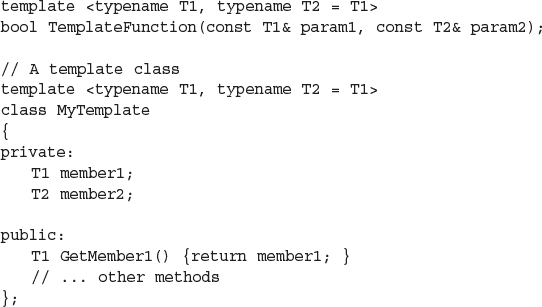 template <typename T1, typename T2 = T1>
bool TemplateFunction(const T1& param1, const T2& param2);

// A template class
template <typename T1, typename T2 = T1>
class MyTemplate
{
private:
   T1 member1;
   T2 member2;

public:
   T1 GetMember1() {return member1; }
   // ... other methods
};